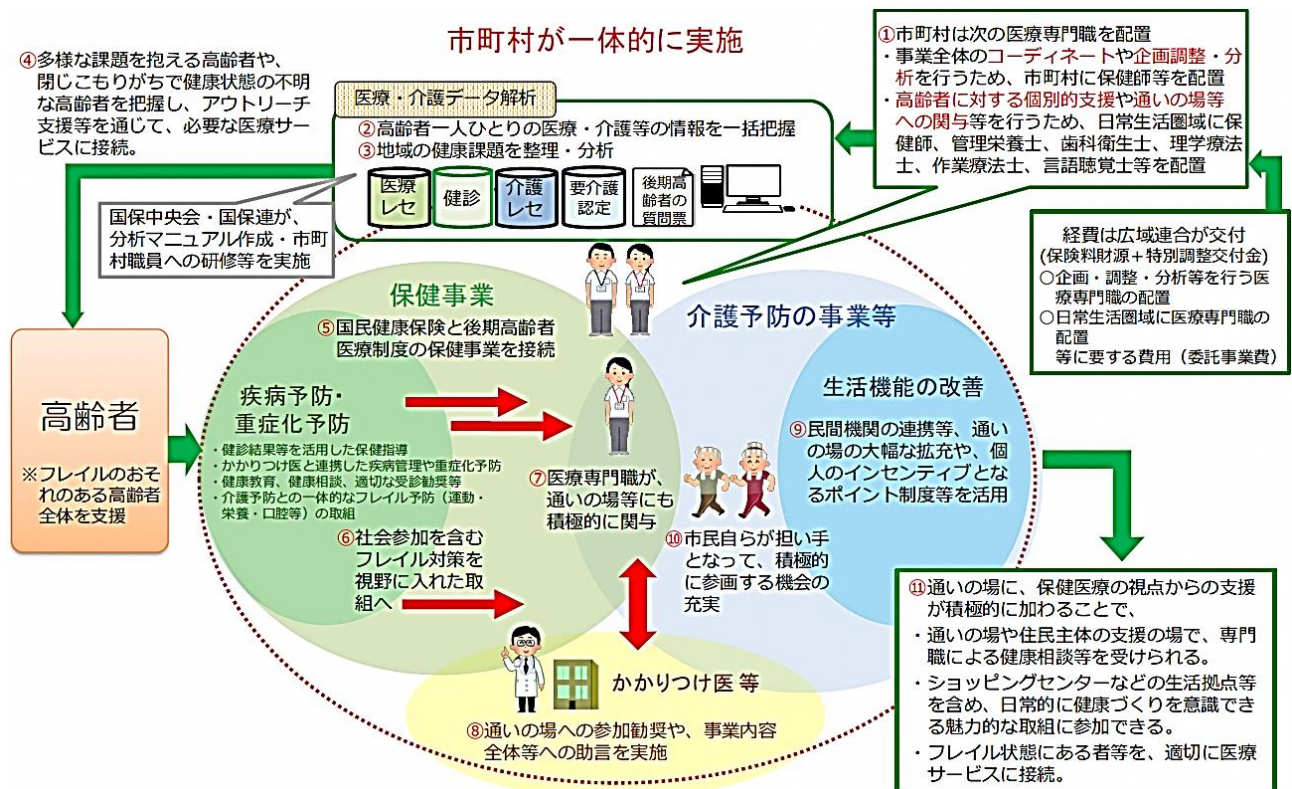 市町村が一体的に実施
④多様な課題を抱える高齢者や、
閉じこもりがちで健康状態の不明
な高齢者を把握し、アウトリーチ
支援等を通じて、必要な医療サー
ビスに接続。
医療・介護データ解析
②高齢者一人ひとりの医療・介護等の情報を一括把握
③地域の健康課題を整理・分析
医療
レセ
健診
介護
レセ
要介護
認定
後期高
齢者の
質問票
①市町村は次の医療専門職を配置
・事業全体のコーディネートや企画調整・分
析を行うため、市町村に保健師等を配置
・高齢者に対する個別的支援や通いの場等
への関与等を行うため、日常生活圏域に保
健師、管理栄養士、歯科衛生士、理学療法
士、作業療法士、言語聴覚士等を配置
国保中央会・国保連が、
分析マニュアル作成・市町
村職員への研修等を実施
経費は広域連合が交付
(保険料財源+特別調整交付金)
○企画・調整・分析等を行う医
療専門職の配置
○日常生活圏域に医療専門職の
配置
等に要する費用(委託事業費)
高齢者
※フレイルのおそ
れのある高齢者
全体を支援
保健事業
⑤国民健康保険と後期高齢者
医療制度の保健事業を接続
疾病予防・
重症化予防
・健診結果等を活用した保健指導
・かかりつけ医と連携した疾病管理や重症化予防
・健康教育、健康相談、適切な受診勧奨等
・介護予防との一体的なフレイル予防(運動・
栄養・口腔等)の取組
⑥社会参加を含む
フレイル対策を
視野に入れた取
組へ
⑦医療専門職が、
通いの場等にも
積極的に関与
介護予防の事業等
生活機能の改善
⑨民間機関の連携等、通い
の場の大幅な拡充や、個
人のインセンティブとな
るポイント制度等を活用
⑩市民自らが担い手
となって、積極的
に参画する機会の
充実
かかりつけ医 等
⑧通いの場への参加勧奨や、事業内容
全体等への助言を実施
⑪通いの場に、保健医療の視点からの支援
が積極的に加わることで、
・通いの場や住民主体の支援の場で、専門
職による健康相談等を受けられる。
・ショッピングセンターなどの生活拠点等
を含め、日常的に健康づくりを意識でき
る魅力的な取組に参加できる。
・フレイル状態にある者等を、適切に医療
サービスに接続。